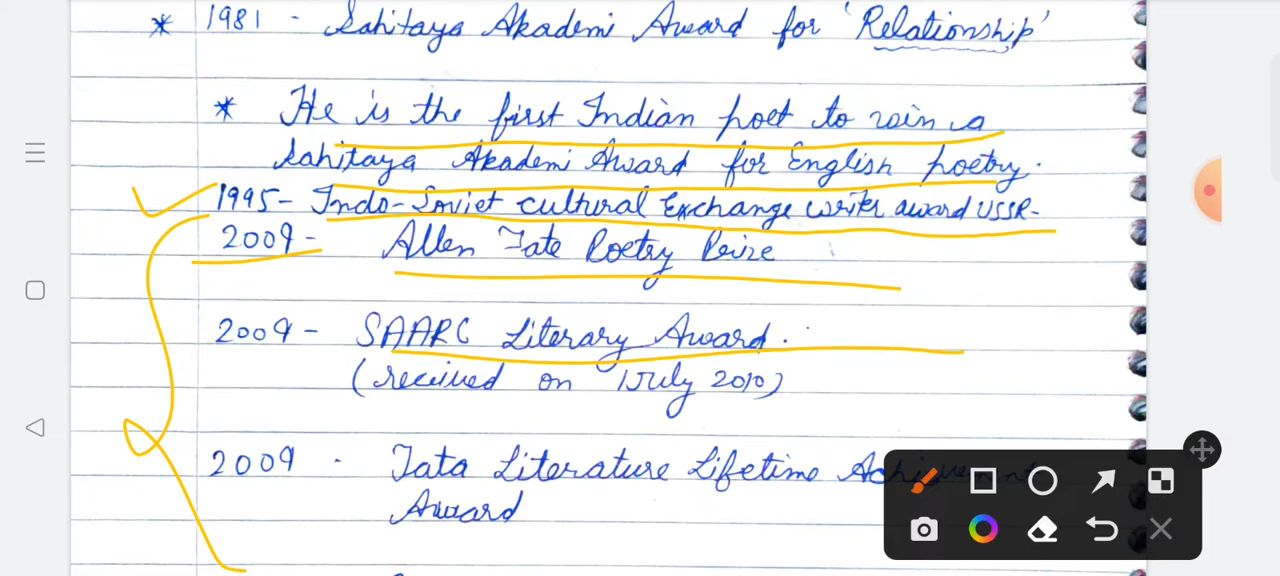 * 1981 - Sahitaya Akademi Award for 'Relationship'
* He is the first Indian poet to win a
Sahitaya Akademi Award for English poetry.
1995 - Indo-Soviet cultural Exchange writer award USSR-
2009 - Allen Tate Poetry Prize
2009 - SAARC Literary Award.
(received on 1 July 2010)
2009 - Tata Literature Lifetime Achievement
Award